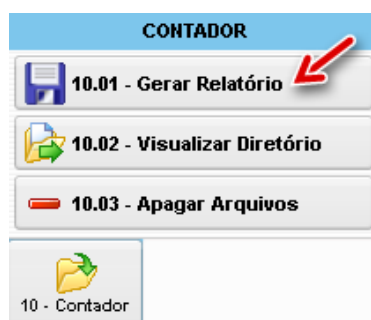 CONTADOR
10.01 - Gerar Relatório
10.02 - Visualizar Diretório
10.03 - Apagar Arquivos
10 - Contador